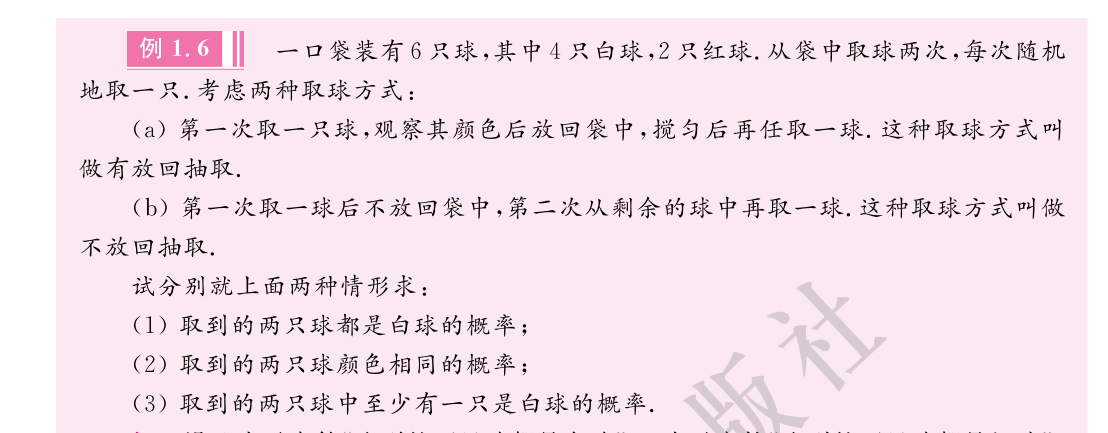 例 1.6 一口袋装有 6 只球,其中 4 只白球,2 只红球. 从袋中取球两次,每次随机
地取一只. 考虑两种取球方式:
(a) 第一次取一只球,观察其颜色后放回袋中,搅匀后再任取一球. 这种取球方式叫
做有放回抽取.
(b) 第一次取一球后不放回袋中,第二次从剩余的球中再取一球. 这种取球方式叫做
不放回抽取.
试分别就上面两种情形求:
(1) 取到的两只球都是白球的概率;
(2) 取到的两只球颜色相同的概率;
(3) 取到的两只球中至少有一只是白球的概率.
版社